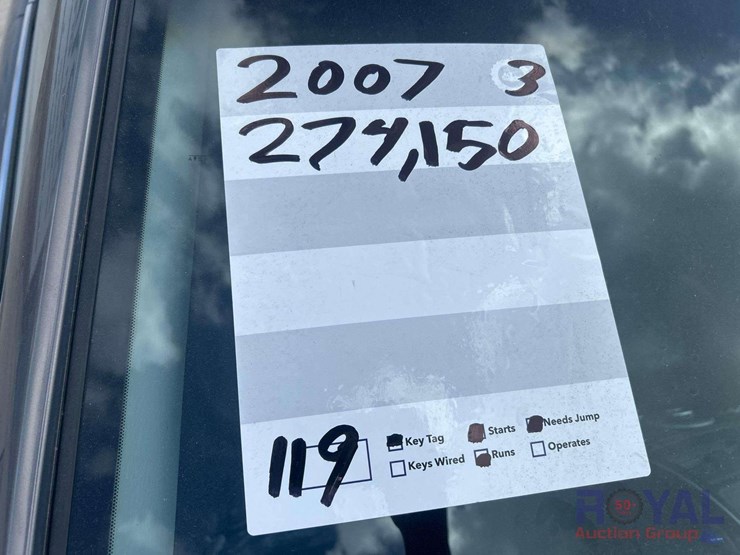 2007 3
274,150
119
Key Tag Starts Needs Jump
Keys Wired Runs Operates
ROYAL
Auction Group